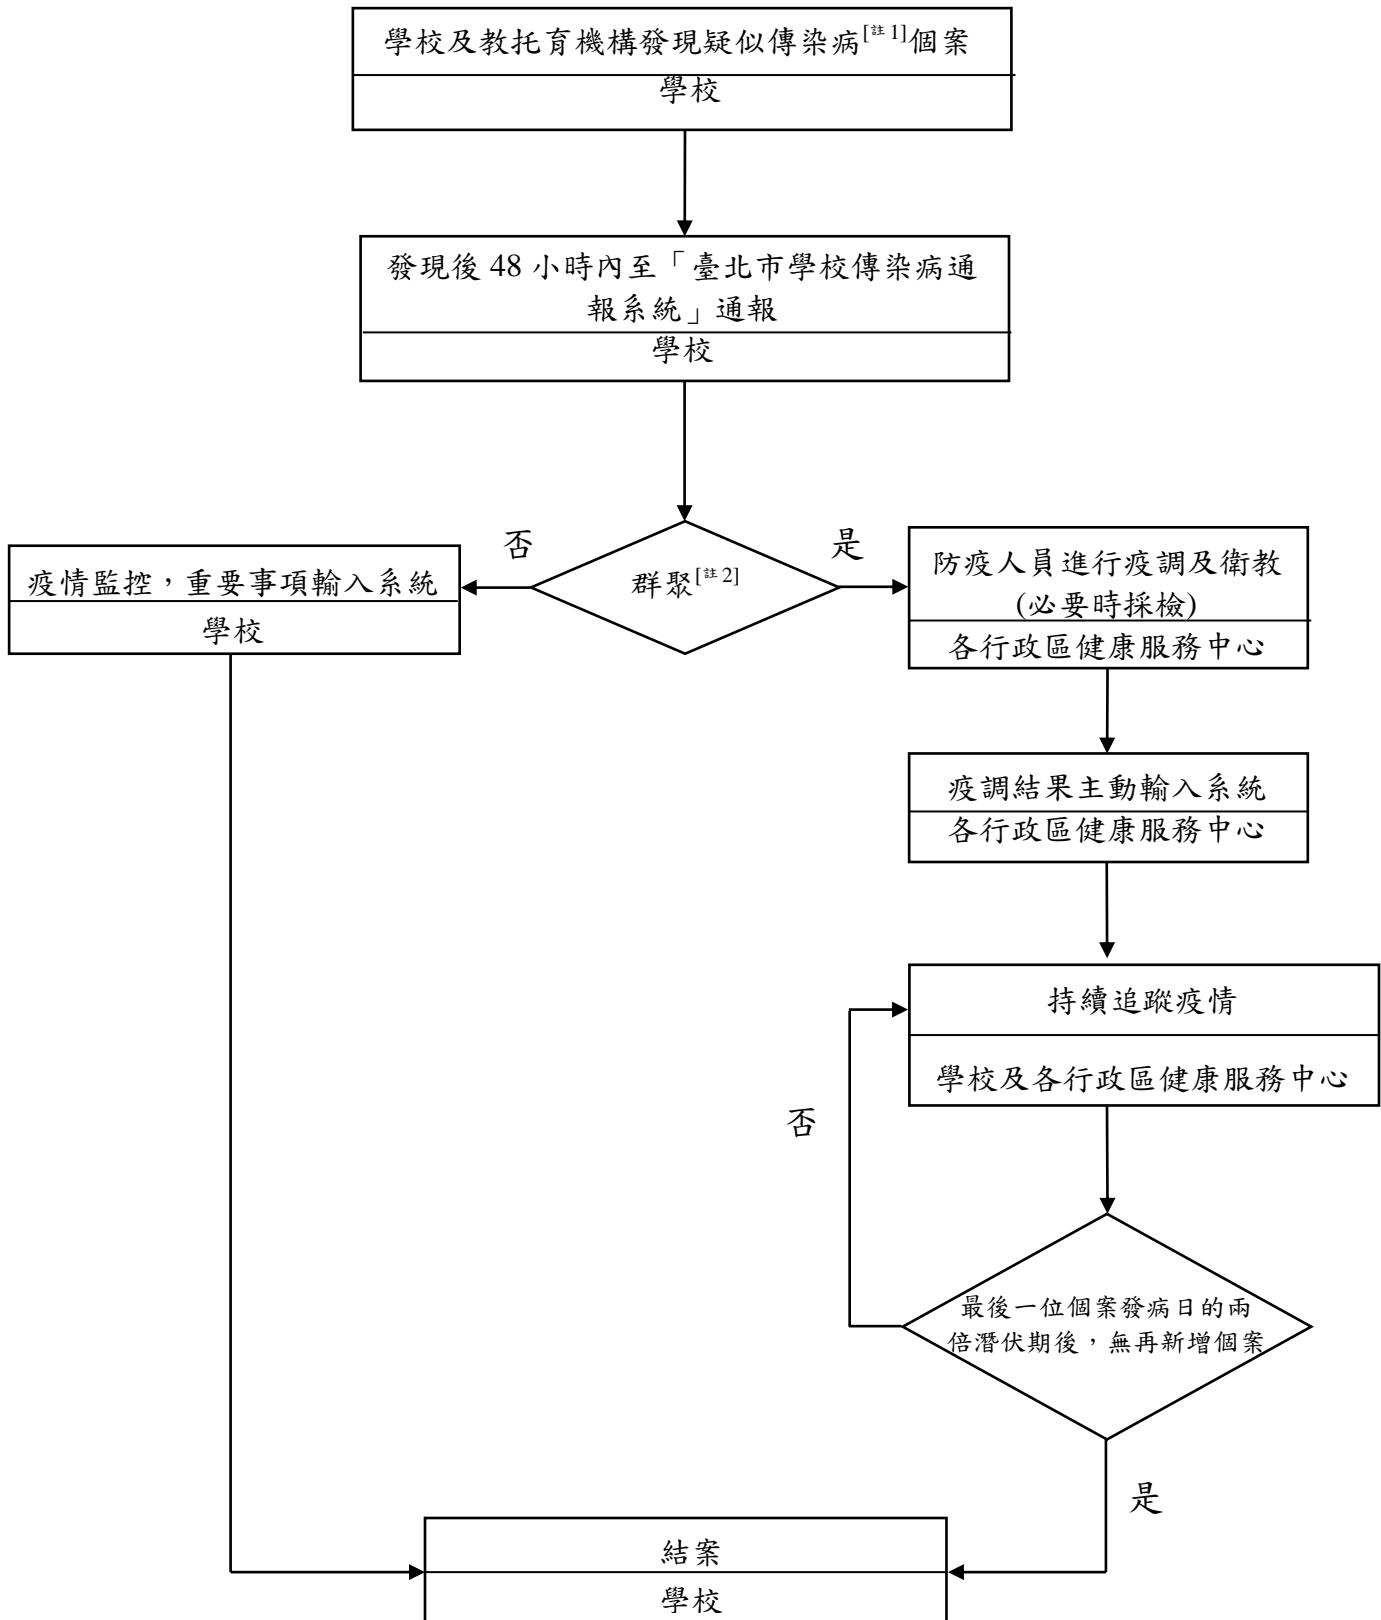 學校及教托育機構發現疑似傳染病[註1]個案
學校
發現後 48 小時內至「臺北市學校傳染病通
報系統」通報
學校
否
是
群聚[註2]
疫情監控，重要事項輸入系統
學校
防疫人員進行疫調及衛教
(必要時採檢)
各行政區健康服務中心
疫調結果主動輸入系統
各行政區健康服務中心
持續追蹤疫情
學校及各行政區健康服務中心
否
最後一位個案發病日的兩
倍潛伏期後，無再新增個案
是
結案
學校